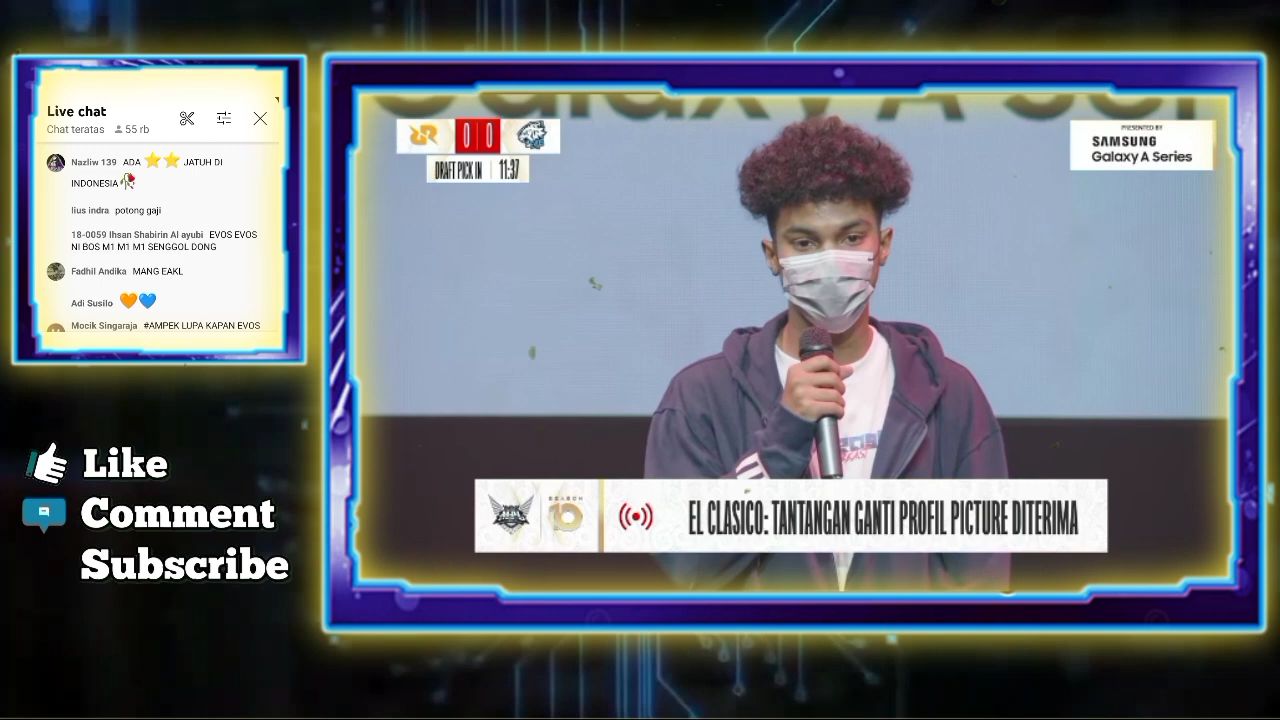 Galaxy A Ser
Live chat
Chat teratas 55 rb
Nazliw 139 ADA ⭐⭐ JATUH DI
INDONESIA🥀
lius indra potong gaji
18-0059 Ihsan Shabirin Al ayubi EVOS EVOS
NI BOS M1 M1 M1 SENGGOL DONG
Fadhil Andika MANG EAKL
Adi Susilo 🧡💙
Mocik Singaraja #AMPEK LUPA KAPAN EVOS
Like
Comment
Subscribe
0 0
DRAFT PICK IN 11:37
PRESENTED BY
SAMSUNG
Galaxy A Series
SEASON
10
EL CLASICO: TANTANGAN GANTI PROFIL PICTURE DITERIMA